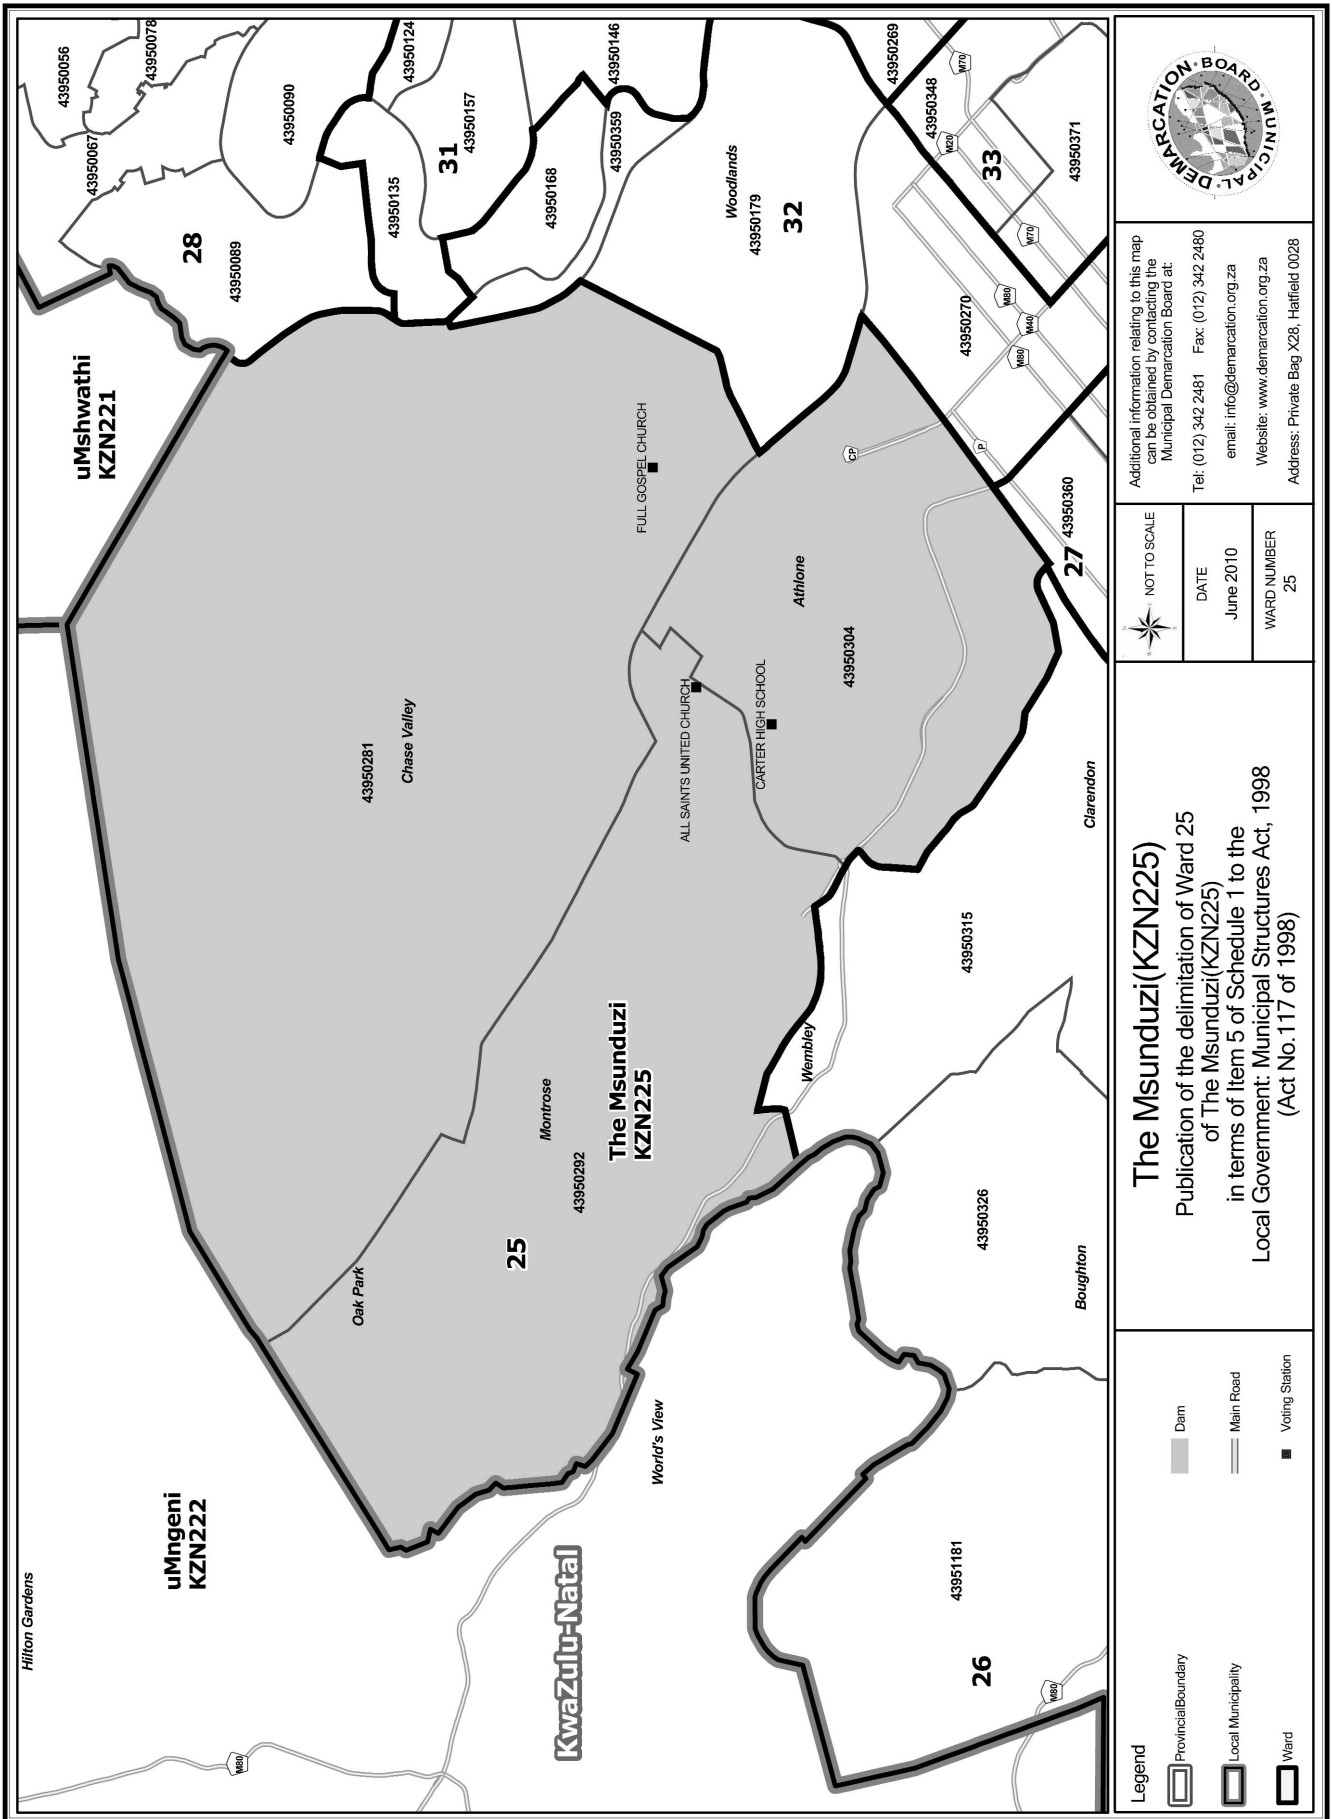 Hilton Gardens
uMngeni
KZN222
uMshwathi
KZN221
43950056
43950078
43950067
43950090
28
43950089
43950124
31
43950157
43950135
43950146
43950359
43950168
Woodlands
43950179
32
43950269
43950348
M70
M20
33
43950371
M70
M80
M40
M80
43950270
43950281
Chase Valley
FULL GOSPEL CHURCH
CP
P
27
43950360
Athlone
43950304
ALL SAINTS UNITED CHURCH
CARTER HIGH SCHOOL
Oak Park
Montrose
The Msunduzi
KZN225
43950292
25
Wembley
Clarendon
43950315
43950326
Boughton
World's View
KwaZulu-Natal
M80
43951181
26
M80
Legend
ProvincialBoundary
Local Municipality
Ward
Dam
Main Road
Voting Station
The Msunduzi(KZN225)
Publication of the delimitation of Ward 25
of The Msunduzi(KZN225)
in terms of Item 5 of Schedule 1 to the
Local Government: Municipal Structures Act, 1998
(Act No.117 of 1998)
NOT TO SCALE
DATE
June 2010
WARD NUMBER
25
Additional information relating to this map
can be obtained by contacting the
Municipal Demarcation Board at:
Tel: (012) 342 2481 Fax: (012) 342 2480
email: info@demarcation.org.za
Website: www.demarcation.org.za
Address: Private Bag X28, Hatfield 0028
DEMARCATION • BOARD • MUNICIPAL •